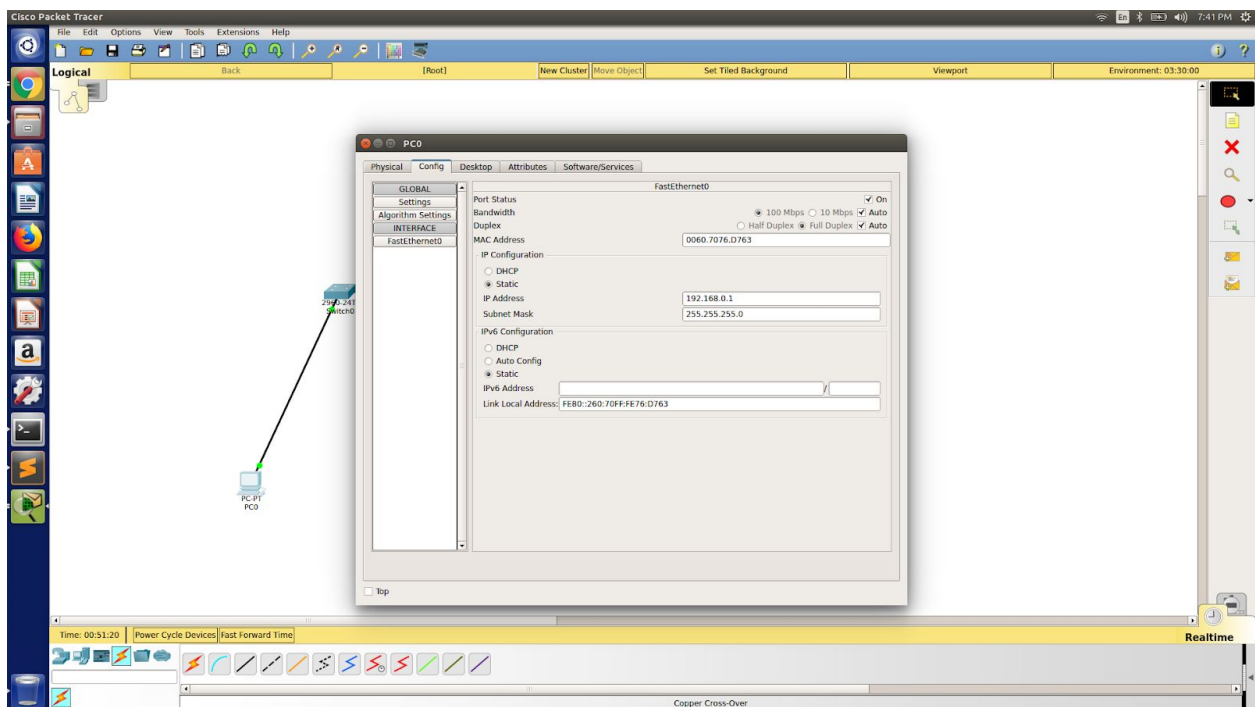 Cisco Packet Tracer
En 7:41 PM
File Edit Options View Tools Extensions Help
Logical Back [Root] New Cluster Move Object Set Tiled Background Viewport Environment: 03:30:00
PC0
Physical Config Desktop Attributes Software/Services
GLOBAL
Settings
Algorithm Settings
INTERFACE
FastEthernet0
FastEthernet0
Port Status On
Bandwidth 100 Mbps 10 Mbps Auto
Duplex Half Duplex Full Duplex Auto
MAC Address 0060.7076.D763
IP Configuration
DHCP
Static
IP Address 192.168.0.1
Subnet Mask 255.255.255.0
IPv6 Configuration
DHCP
Auto Config
Static
IPv6 Address /
Link Local Address: FE80::260:70FF:FE76:D763
Top
2960-24T
Switch0
PC-PT
PC0
Time: 00:51:20 Power Cycle Devices Fast Forward Time Realtime
Copper Cross-Over